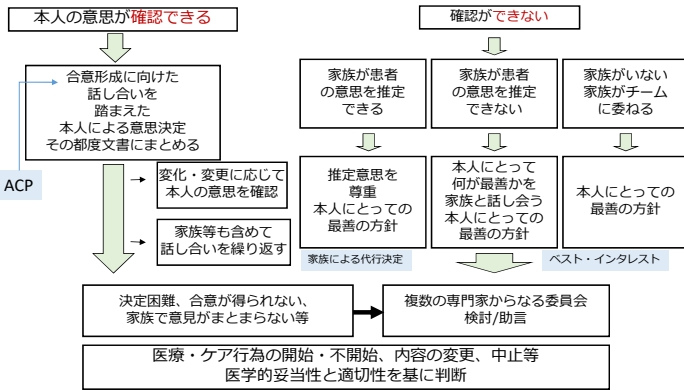 本人の意思が確認できる
合意形成に向けた
話し合いを
踏まえた
本人による意思決定
その都度文書にまとめる
ACP
変化・変更に応じて
本人の意思を確認
家族等も含めて
話し合いを繰り返す
確認ができない
家族が患者
の意思を推定
できる
家族が患者
の意思を推定
できない
家族がいない
家族がチーム
に委ねる
推定意思を
尊重
本人にとっての
最善の方針
本人にとって
何が最善かを
家族と話し合う
本人にとっての
最善の方針
本人にとっての
最善の方針
家族による代行決定
ベスト・インタレスト
決定困難、合意が得られない、
家族で意見がまとまらない等
複数の専門家からなる委員会
検討/助言
医療・ケア行為の開始・不開始、内容の変更、中止等
医学的妥当性と適切性を基に判断